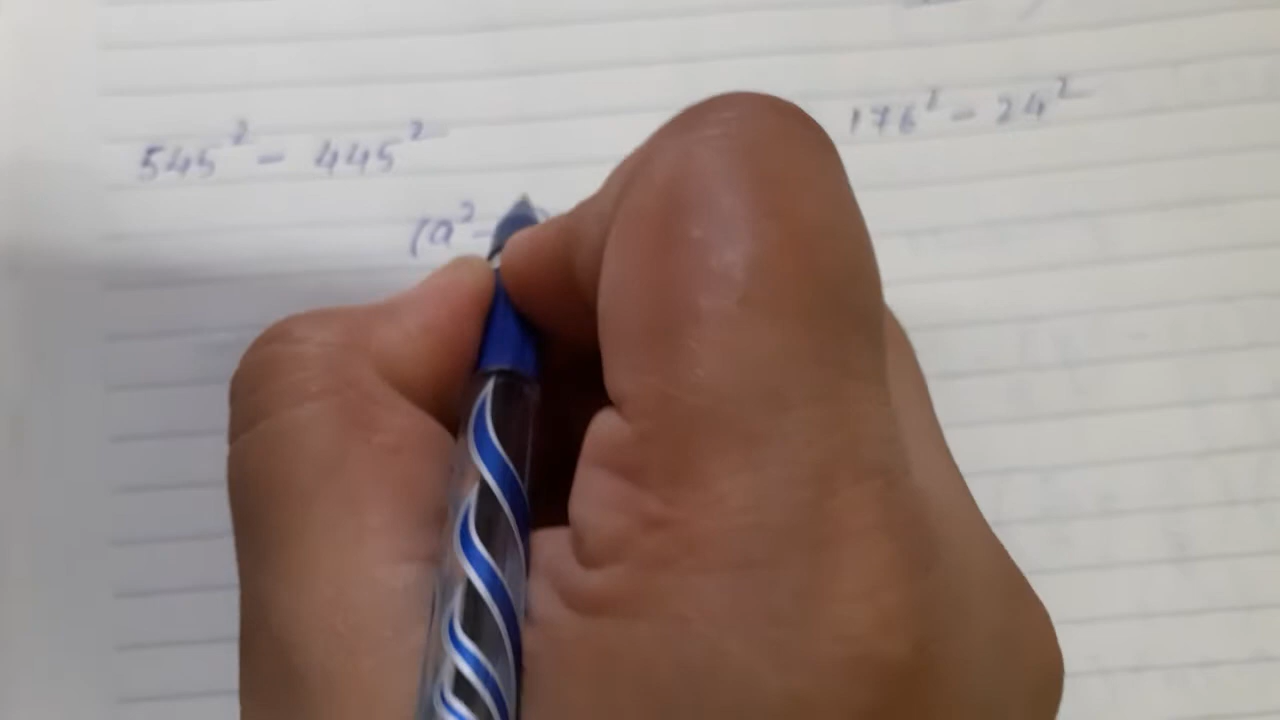 545² - 445²
176² - 24²
(a² -